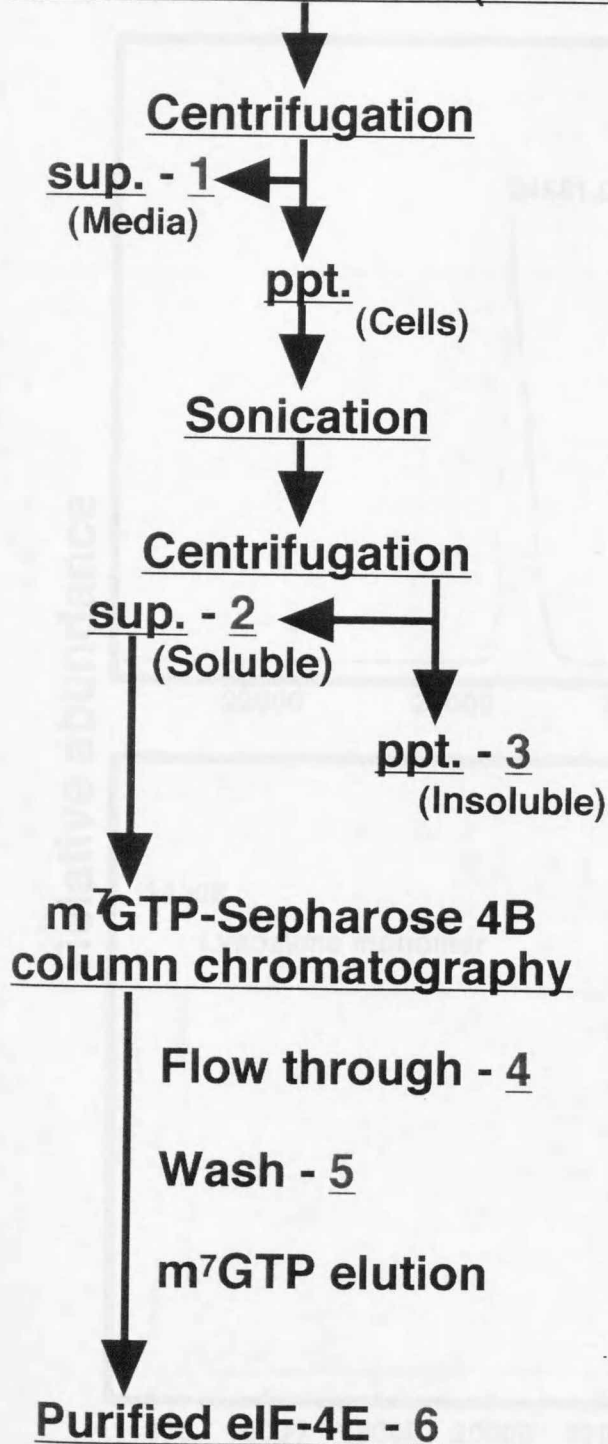 Centrifugation
sup. - 1
(Media)
ppt.
(Cells)
Sonication
Centrifugation
sup. - 2
(Soluble)
ppt. - 3
(Insoluble)
m⁷GTP-Sepharose 4B
column chromatography
Flow through - 4
Wash - 5
m⁷GTP elution
Purified eIF-4E 6